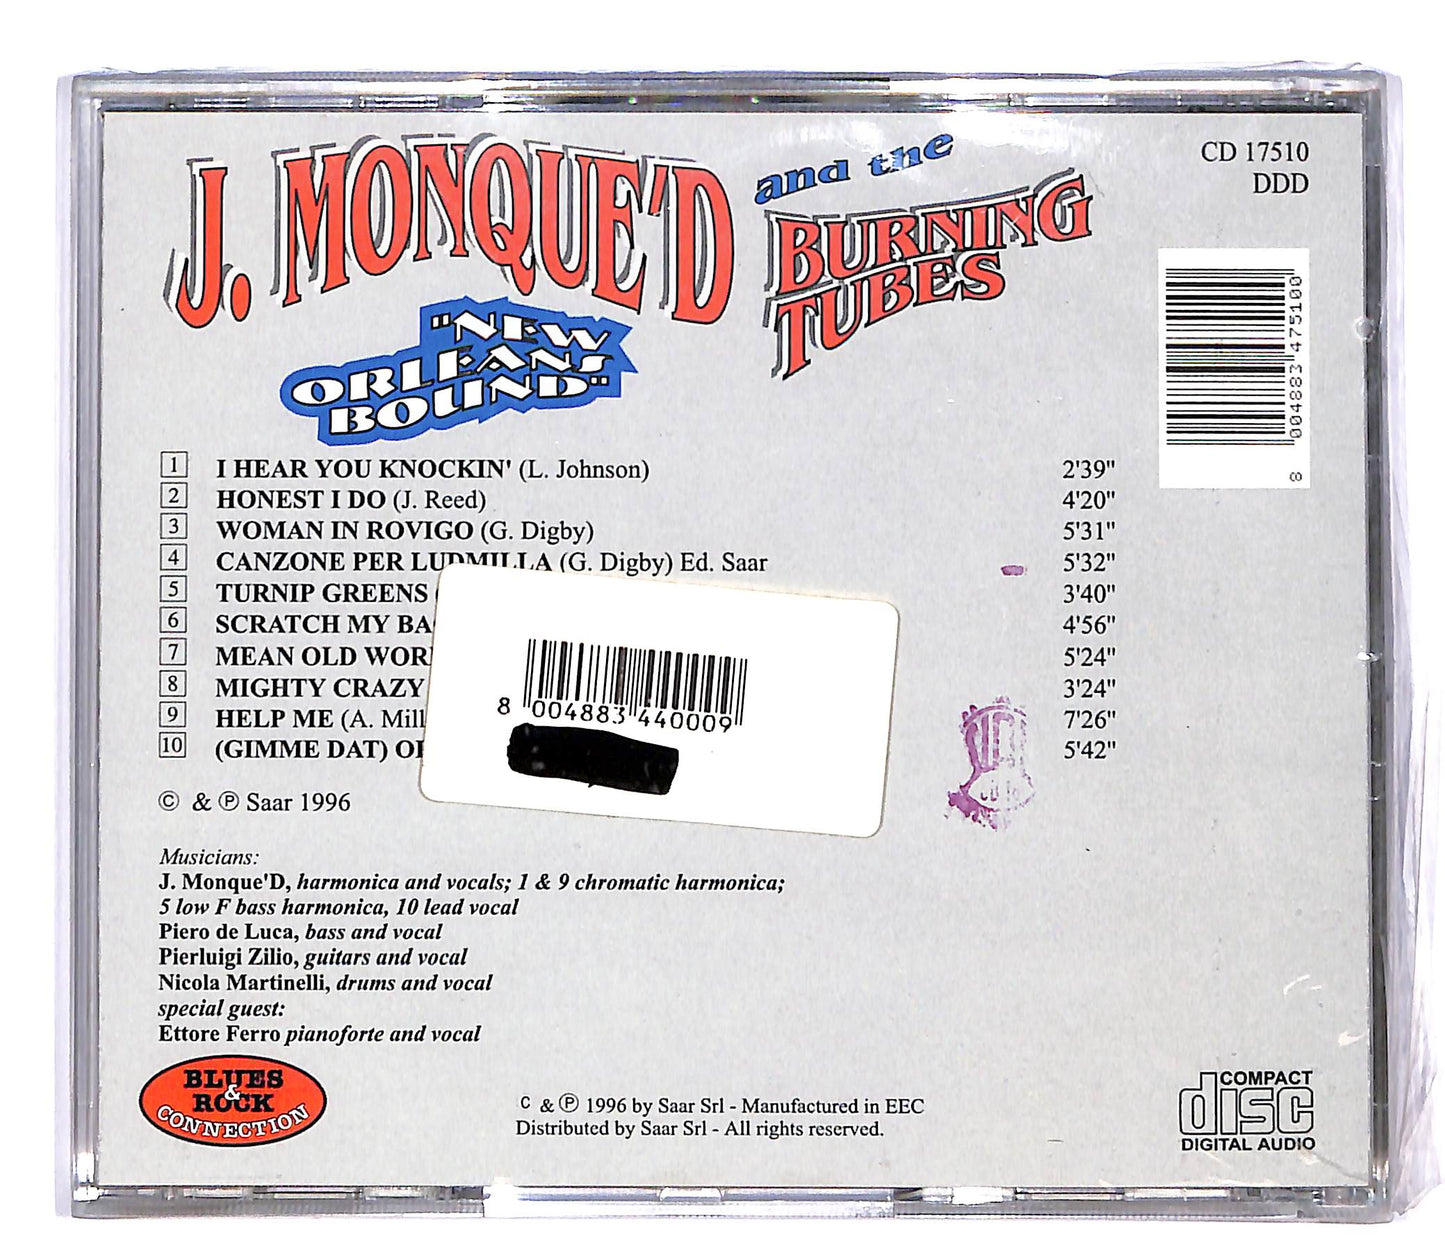 J. MONQUE'D and the
BURNING
TUBES
"NEW
ORLEANS
BOUND"
CD 17510
DDD
8 004883 475100
1 I HEAR YOU KNOCKIN' (L. Johnson) 2'39"
2 HONEST I DO (J. Reed) 4'20"
3 WOMAN IN ROVIGO (G. Digby) 5'31"
4 CANZONE PER LUDMILLA (G. Digby) Ed. Saar 5'32"
5 TURNIP GREENS 3'40"
6 SCRATCH MY 4'56"
7 MEAN OLD 5'24"
8 MIGHTY CRAZY 3'24"
9 HELP ME (A. Mill 7'26"
10 (GIMME DAT) 5'42"
8 004883 440009
© & ℗ Saar 1996
Musicians:
J. Monque'D, harmonica and vocals; 1 & 9 chromatic harmonica;
5 low F bass harmonica, 10 lead vocal
Piero de Luca, bass and vocal
Pierluigi Zilio, guitars and vocal
Nicola Martinelli, drums and vocal
special guest:
Ettore Ferro pianoforte and vocal
BLUES
&
ROCK
CONNECTION
C & ℗ 1996 by Saar Srl - Manufactured in EEC
Distributed by Saar Srl - All rights reserved.
COMPACT
disc
DIGITAL AUDIO